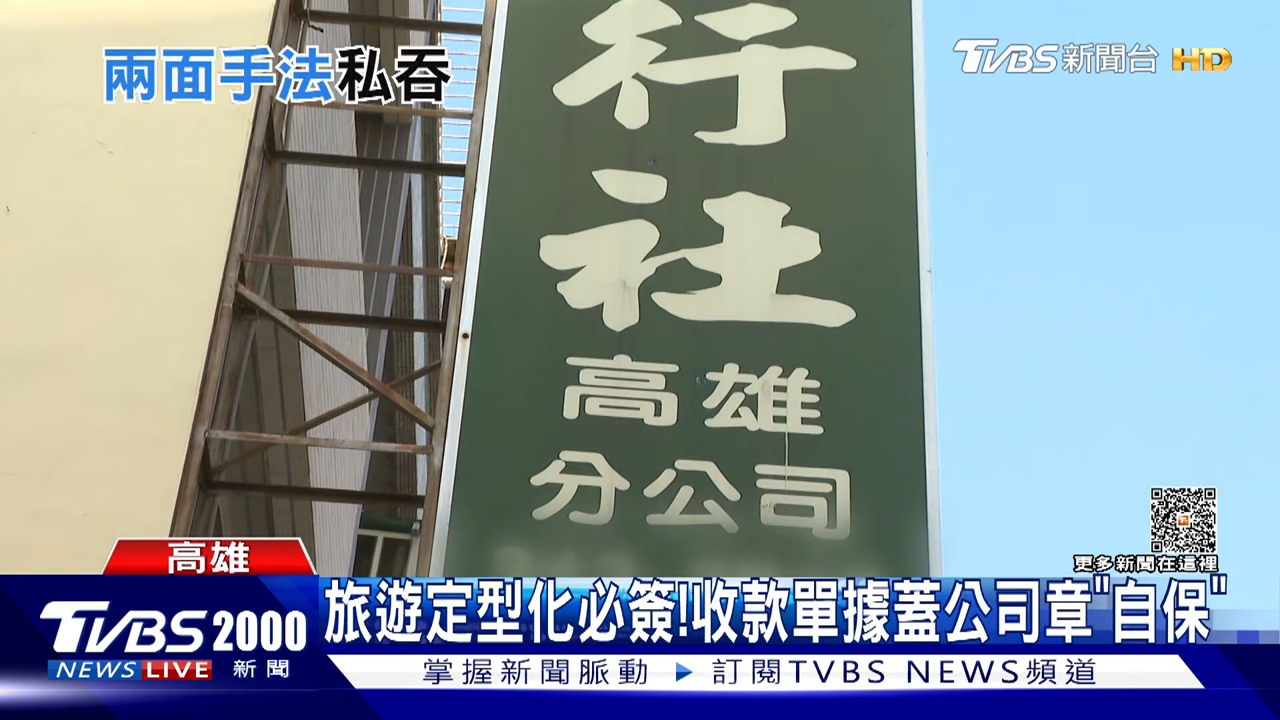 兩面手法私吞
TVBS新聞台 HD
行
社
高雄
分公司
更多新聞在這裡
高雄
TVBS 2000
NEWS LIVE 新聞
旅遊定型化必簽!收款單據蓋公司章"自保"
掌握新聞脈動 ▶ 訂閱TVBS NEWS頻道